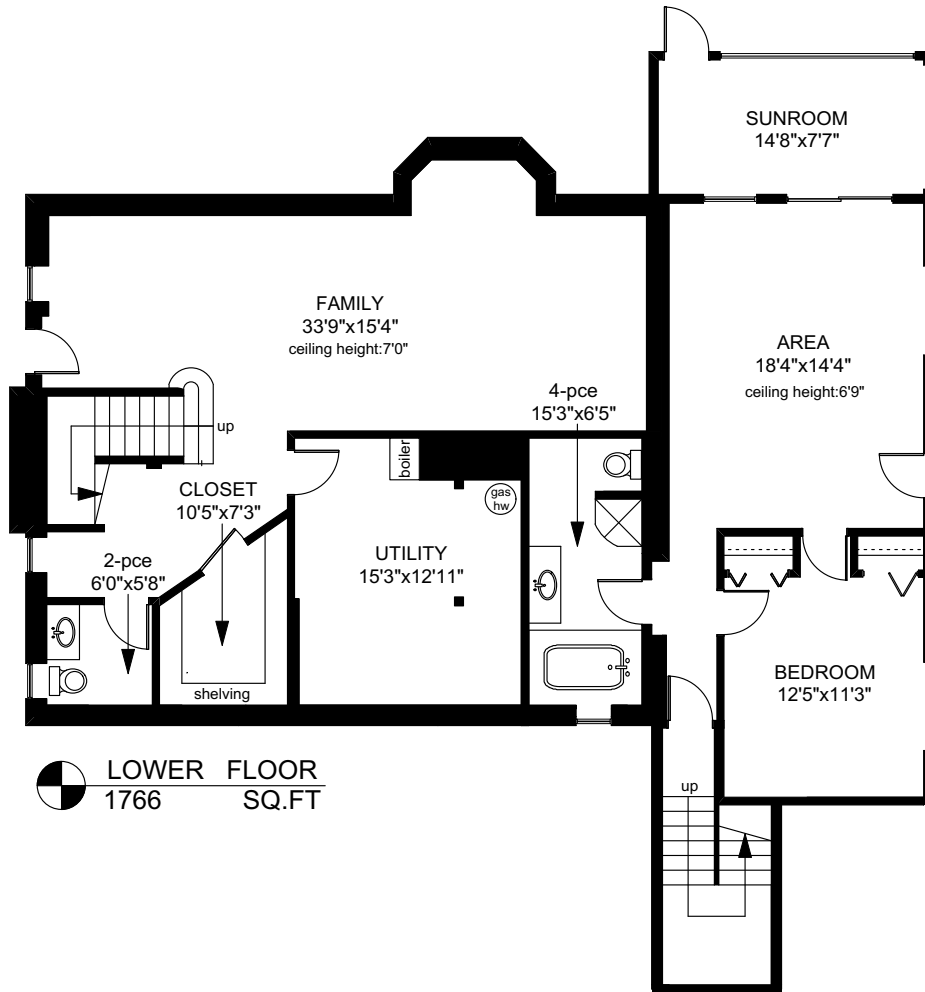 SUNROOM
14'8"x7'7"
FAMILY
33'9"x15'4"
ceiling height:7'0"
AREA
18'4"x14'4"
ceiling height:6'9"
4-pce
15'3"x6'5"
up
boiler
gas
hw
CLOSET
10'5"x7'3"
UTILITY
15'3"x12'11"
2-pce
6'0"x5'8"
shelving
BEDROOM
12'5"x11'3"
up
LOWER FLOOR
1766 SQ.FT